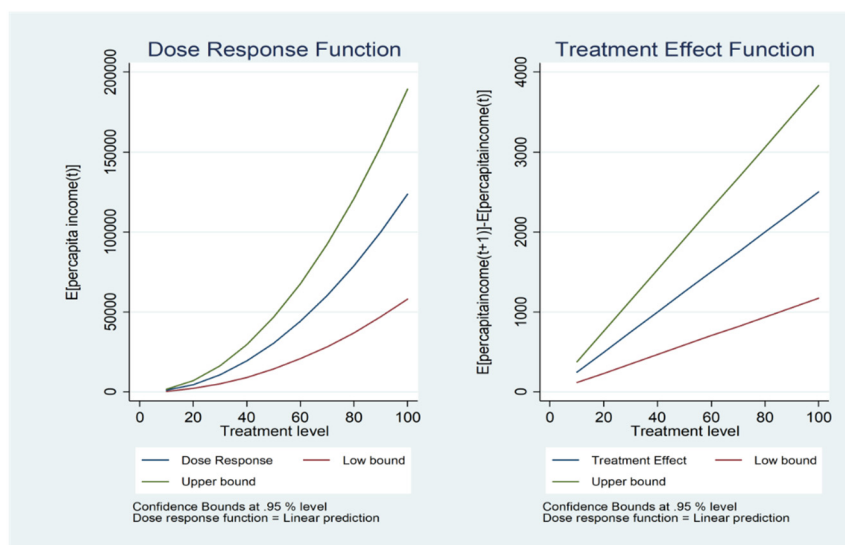 Dose Response Function
E[percapita income(t)]
200000
150000
100000
50000
0
0 20 40 60 80 100
Treatment level
Dose Response Low bound
Upper bound
Confidence Bounds at .95 % level
Dose response function = Linear prediction
Treatment Effect Function
E[percapitaincome(t+1)]-E[percapitaincome(t)]
4000
3000
2000
1000
0
0 20 40 60 80 100
Treatment level
Treatment Effect Low bound
Upper bound
Confidence Bounds at .95 % level
Dose response function = Linear prediction